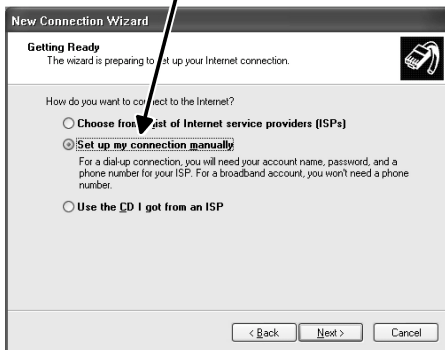 New Connection Wizard
Getting Ready
The wizard is preparing to set up your Internet connection.
How do you want to connect to the Internet?
Choose from a list of Internet service providers (ISPs)
Set up my connection manually
For a dial-up connection, you will need your account name, password, and a
phone number for your ISP. For a broadband account, you won't need a phone
number.
Use the CD I got from an ISP
< Back Next > Cancel